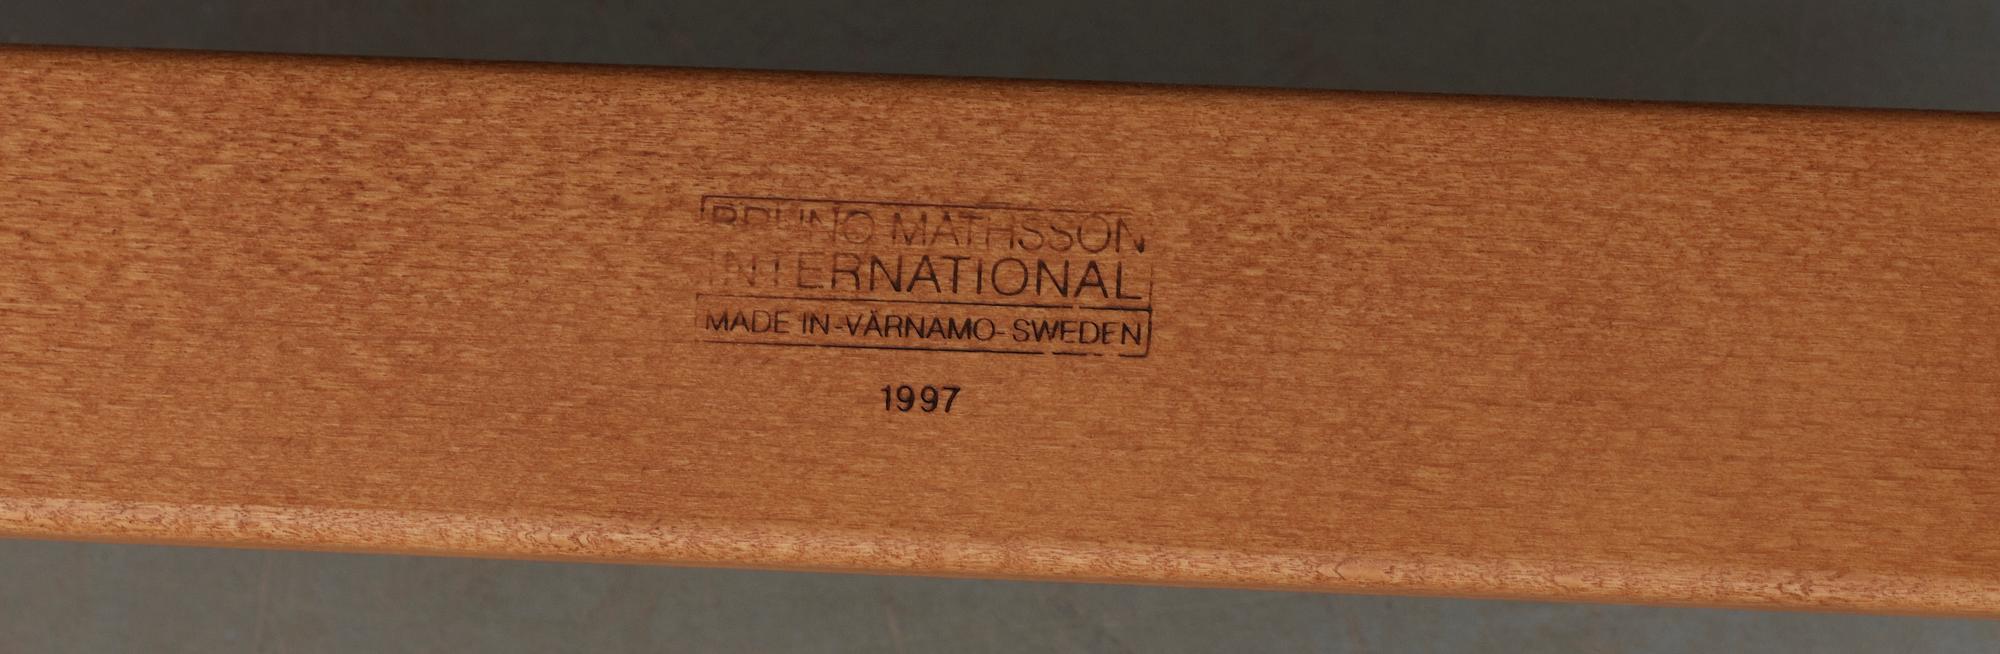 BRUNO MATHSSON
INTERNATIONAL
MADE IN-VÄRNAMO-SWEDEN
1997